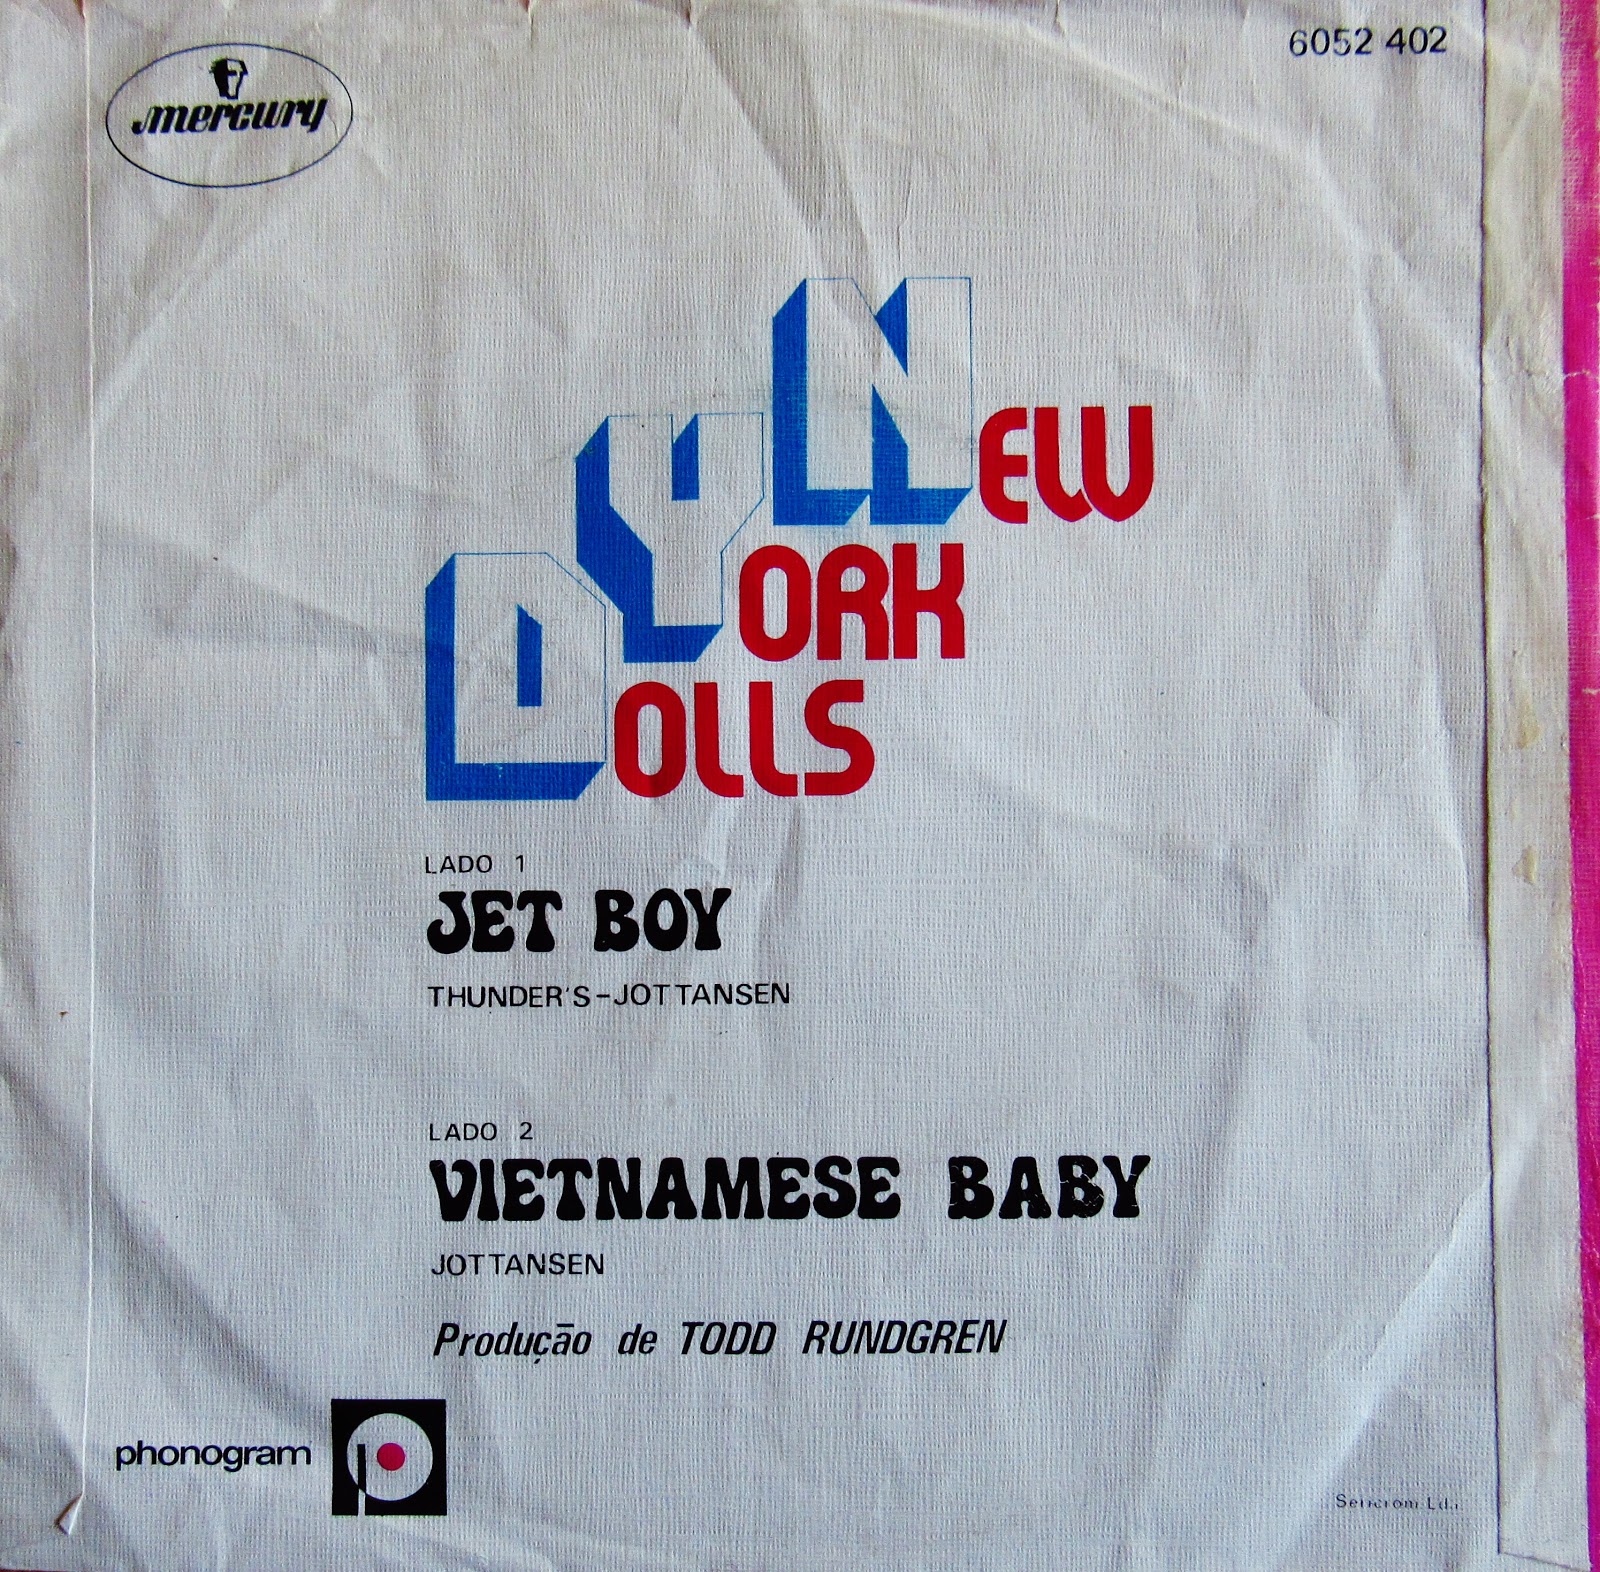 6052 402
mercury
NEW
YORK
DOLLS
LADO 1
JET BOY
THUNDER'S-JOTTANSEN
LADO 2
VIETNAMESE BABY
JOTTANSEN
Produção de TODD RUNDGREN
phonogram